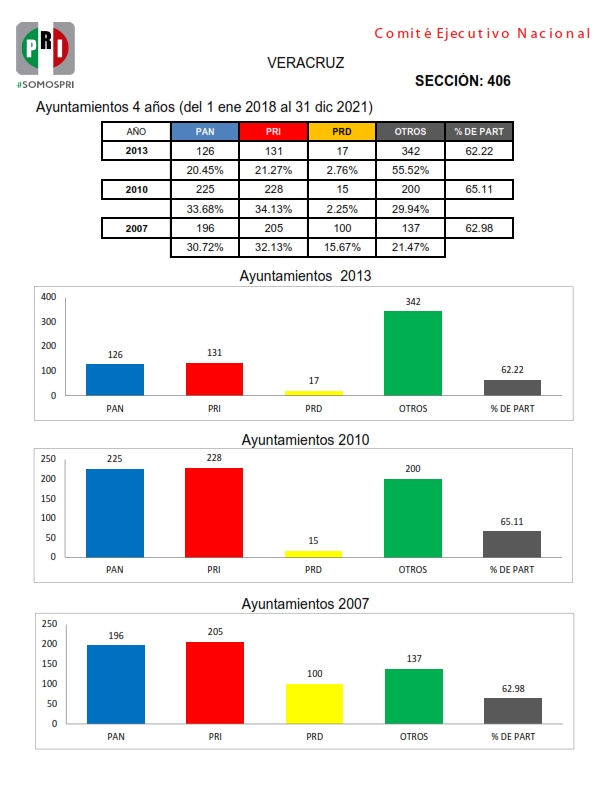 Comité Ejecutivo Nacional
PRI
#SOMOSPRI
VERACRUZ
SECCIÓN: 406
Ayuntamientos 4 años (del 1 ene 2018 al 31 dic 2021)
AÑO PAN PRI PRD OTROS % DE PART
2013 126 131 17 342 62.22
20.45% 21.27% 2.76% 55.52%
2010 225 228 15 200 65.11
33.68% 34.13% 2.25% 29.94%
2007 196 205 100 137 62.98
30.72% 32.13% 15.67% 21.47%
Ayuntamientos 2013
400
300
200
100
0
126 131 17 342 62.22
PAN PRI PRD OTROS % DE PART
Ayuntamientos 2010
250
200
150
100
50
0
225 228 15 200 65.11
PAN PRI PRD OTROS % DE PART
Ayuntamientos 2007
250
200
150
100
50
0
196 205 100 137 62.98
PAN PRI PRD OTROS % DE PART